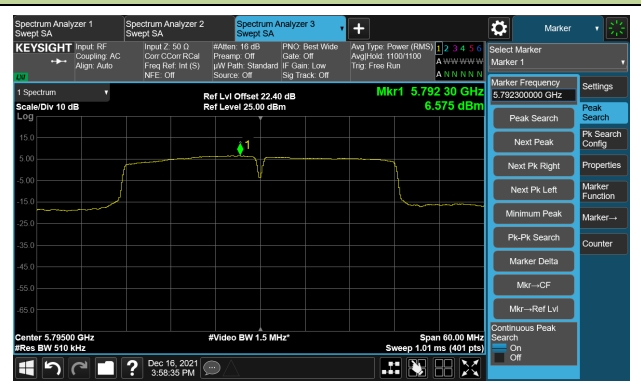 Spectrum Analyzer 1
Swept SA
Spectrum Analyzer 2
Swept SA
Spectrum Analyzer 3
Swept SA
Marker
KEYSIGHT
Input: RF
Coupling: AC
Align: Auto
Input Z: 50 Ω
Corr CCorr RCal
Freq Ref: Int (S)
NFE: Off
#Atten: 16 dB
Preamp: Off
µW Path: Standard
Source: Off
PNO: Best Wide
Gate: Off
IF Gain: Low
Sig Track: Off
Avg Type: Power (RMS)
Avg|Hold: 1100/1100
Trig: Free Run
1 2 3 4 5 6
A W W W W W
A N N N N N
Select Marker
Marker 1
LXI
1 Spectrum
Scale/Div 10 dB
Log
Ref Lvl Offset 22.40 dB
Ref Level 25.00 dBm
Mkr1 5.792 30 GHz
6.575 dBm
15.0
5.00
-5.00
-15.0
-25.0
-35.0
-45.0
-55.0
-65.0
1
Center 5.79500 GHz
#Res BW 510 kHz
#Video BW 1.5 MHz*
Span 60.00 MHz
Sweep 1.01 ms (401 pts)
Marker Frequency
5.792300000 GHz
Peak Search
Next Peak
Next Pk Right
Next Pk Left
Minimum Peak
Pk-Pk Search
Marker Delta
Mkr→CF
Mkr→Ref Lvl
Continuous Peak
Search
On
Off
Settings
Peak
Search
Pk Search
Config
Properties
Marker
Function
Marker→
Counter
Dec 16, 2021
3:58:35 PM